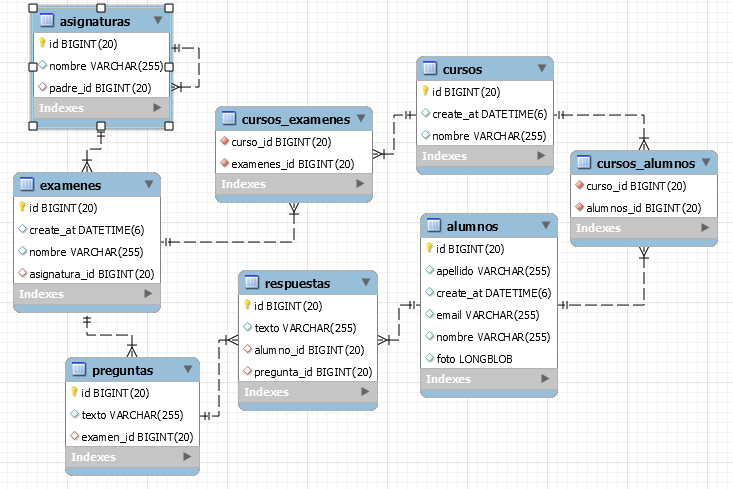 asignaturas
id BIGINT(20)
nombre VARCHAR(255)
padre_id BIGINT(20)
Indexes
cursos
id BIGINT(20)
create_at DATETIME(6)
nombre VARCHAR(255)
Indexes
cursos_examenes
curso_id BIGINT(20)
examenes_id BIGINT(20)
Indexes
cursos_alumnos
curso_id BIGINT(20)
alumnos_id BIGINT(20)
Indexes
examenes
id BIGINT(20)
create_at DATETIME(6)
nombre VARCHAR(255)
asignatura_id BIGINT(20)
Indexes
alumnos
id BIGINT(20)
apellido VARCHAR(255)
create_at DATETIME(6)
email VARCHAR(255)
nombre VARCHAR(255)
foto LONGBLOB
Indexes
respuestas
id BIGINT(20)
texto VARCHAR(255)
alumno_id BIGINT(20)
pregunta_id BIGINT(20)
Indexes
preguntas
id BIGINT(20)
texto VARCHAR(255)
examen_id BIGINT(20)
Indexes